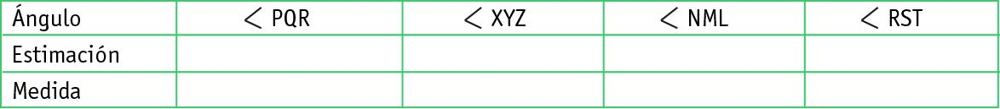 Ángulo < PQR < XYZ < NML < RST
Estimación
Medida